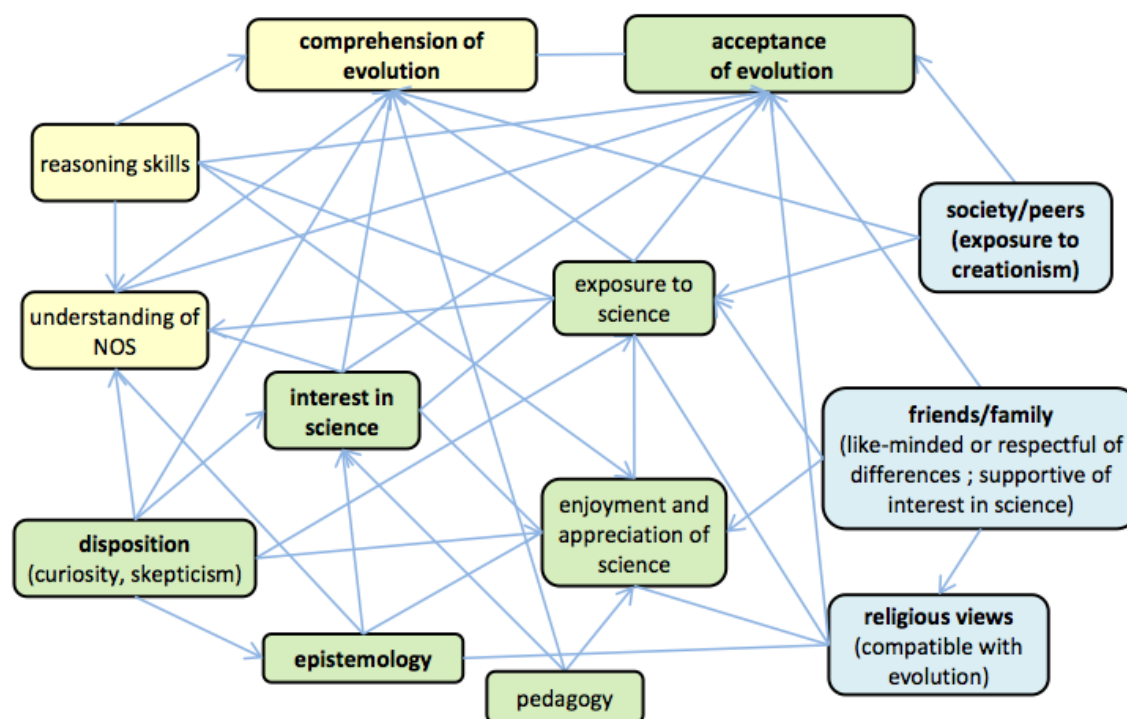 comprehension of
evolution
acceptance
of evolution
reasoning skills
society/peers
(exposure to
creationism)
understanding of
NOS
exposure to
science
interest in
science
friends/family
(like-minded or respectful of
differences ; supportive of
interest in science)
enjoyment and
appreciation of
science
disposition
(curiosity, skepticism)
religious views
(compatible with
evolution)
epistemology
pedagogy